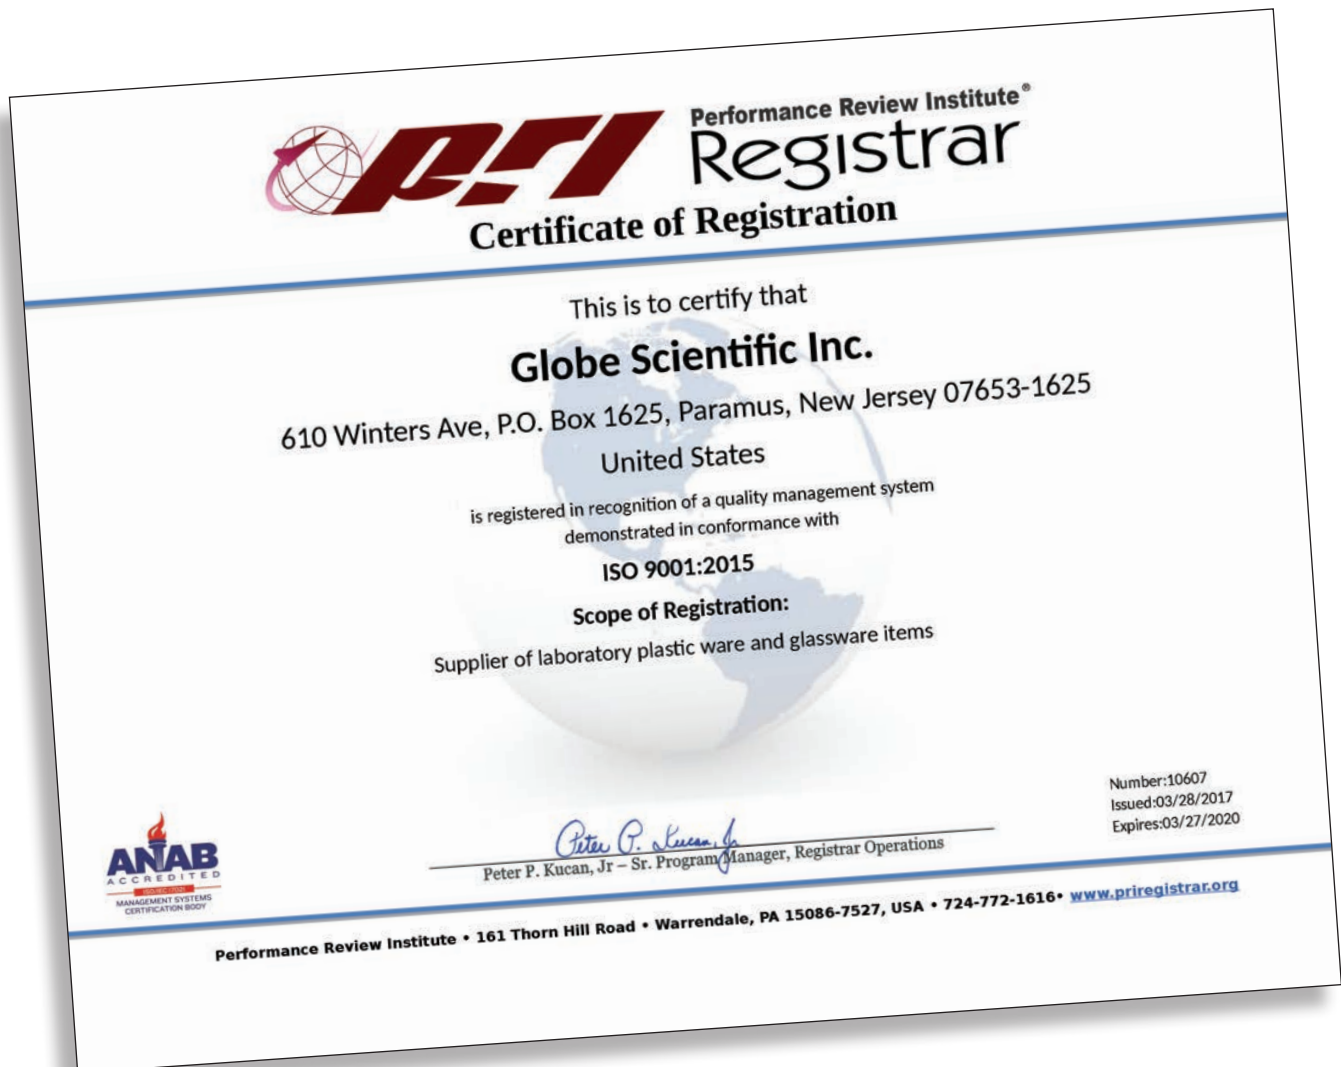 PRI
Performance Review Institute®
Registrar
Certificate of Registration
This is to certify that
Globe Scientific Inc.
610 Winters Ave, P.O. Box 1625, Paramus, New Jersey 07653-1625
United States
is registered in recognition of a quality management system
demonstrated in conformance with
ISO 9001:2015
Scope of Registration:
Supplier of laboratory plastic ware and glassware items
Number:10607
Issued:03/28/2017
Expires:03/27/2020
Peter P. Kucan, Jr
Peter P. Kucan, Jr – Sr. Program Manager, Registrar Operations
ANAB
ACCREDITED
ISO/IEC 17021
MANAGEMENT SYSTEMS
CERTIFICATION BODY
Performance Review Institute • 161 Thorn Hill Road • Warrendale, PA 15086-7527, USA • 724-772-1616• www.priregistrar.org